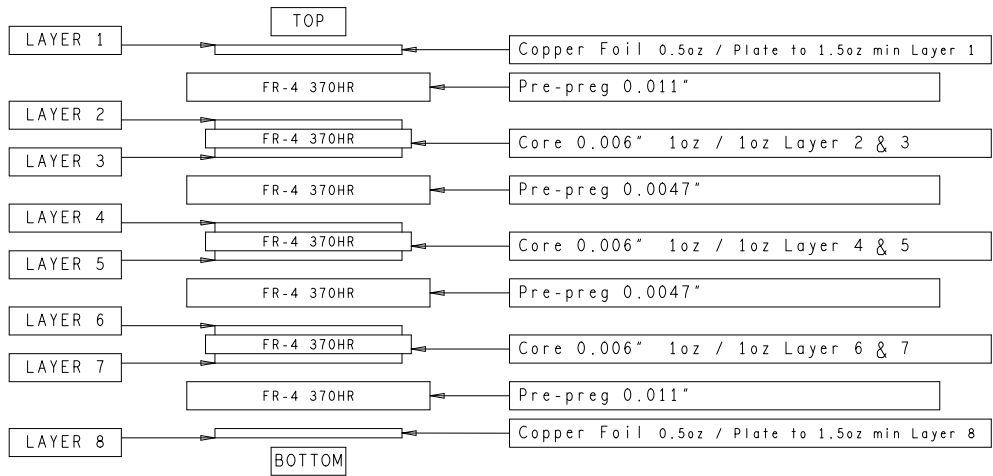 TOP
LAYER 1
Copper Foil 0.5oz / Plate to 1.5oz min Layer 1
FR-4 370HR
Pre-preg 0.011"
LAYER 2
FR-4 370HR
Core 0.006" 1oz / 1oz Layer 2 & 3
LAYER 3
FR-4 370HR
Pre-preg 0.0047"
LAYER 4
FR-4 370HR
Core 0.006" 1oz / 1oz Layer 4 & 5
LAYER 5
FR-4 370HR
Pre-preg 0.0047"
LAYER 6
FR-4 370HR
Core 0.006" 1oz / 1oz Layer 6 & 7
LAYER 7
FR-4 370HR
Pre-preg 0.011"
LAYER 8
Copper Foil 0.5oz / Plate to 1.5oz min Layer 8
BOTTOM